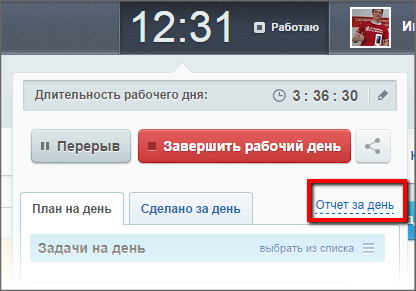 12:31 Работаю
Длительность рабочего дня: 3 : 36 : 30
Перерыв Завершить рабочий день
План на день Сделано за день Отчет за день
Задачи на день выбрать из списка